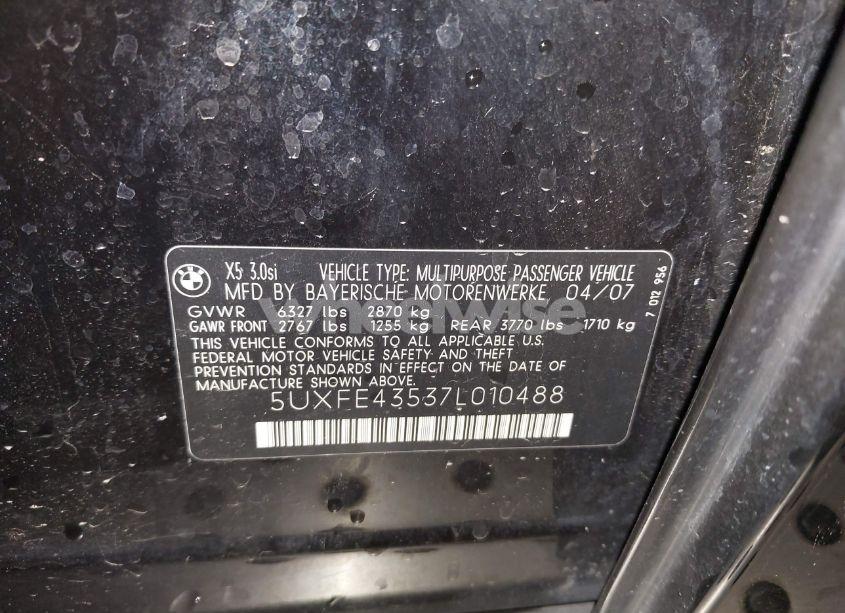 BMW
X5 3.0si VEHICLE TYPE: MULTIPURPOSE PASSENGER VEHICLE
MFD BY BAYERISCHE MOTORENWERKE 04/07
GVWR 6327 lbs 2870 kg
GAWR FRONT 2767 lbs 1255 kg REAR 3770 lbs 1710 kg
THIS VEHICLE CONFORMS TO ALL APPLICABLE U.S.
FEDERAL MOTOR VEHICLE SAFETY AND THEFT
PREVENTION STANDARDS IN EFFECT ON THE DATE OF
MANUFACTURE SHOWN ABOVE.
5UXFE43537L010488
7 012 956